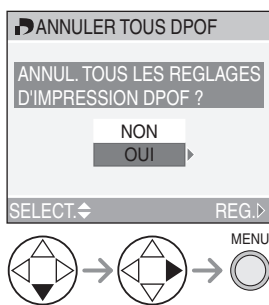 ANNULER TOUS DPOF
ANNUL. TOUS LES REGLAGES
D'IMPRESSION DPOF ?
NON
OUI
SELECT.
REG.
MENU